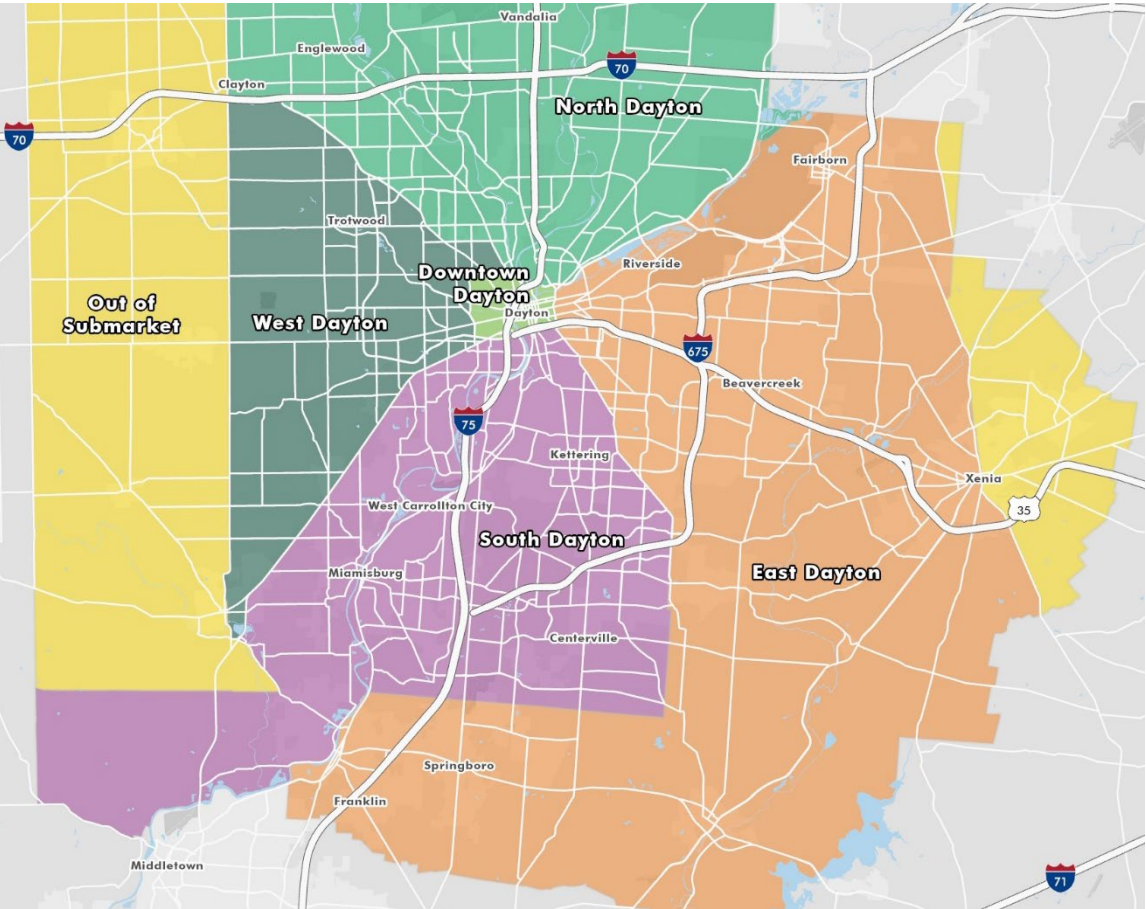 Vandalia
Englewood
70
Clayton
North Dayton
70
Fairborn
Trotwood
Riverside
Downtown
Dayton
Dayton
Out of
Submarket
West Dayton
675
Beavercreek
75
Kettering
Xenia
West Carrollton City
35
South Dayton
Miamisburg
East Dayton
Centerville
Springboro
Franklin
Middletown
71